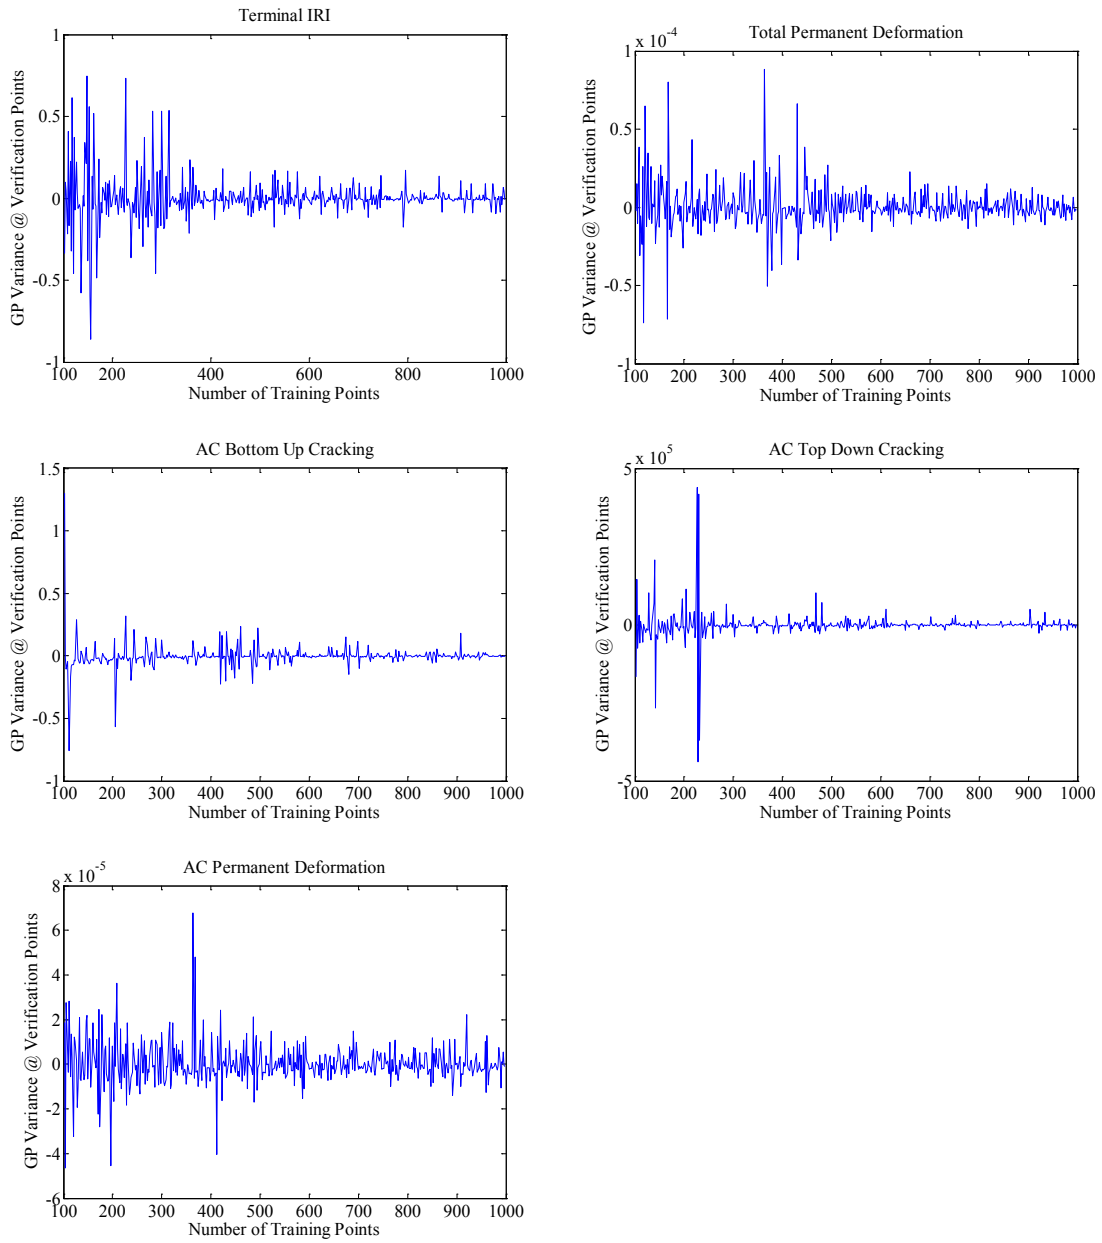 Terminal IRI
1
0.5
0
-0.5
-1
GP Variance @ Verification Points
100 200 300 400 500 600 700 800 900 1000
Number of Training Points
Total Permanent Deformation
x 10^-4
1
0.5
0
-0.5
-1
GP Variance @ Verification Points
100 200 300 400 500 600 700 800 900 1000
Number of Training Points
AC Bottom Up Cracking
1.5
1
0.5
0
-0.5
-1
GP Variance @ Verification Points
100 200 300 400 500 600 700 800 900 1000
Number of Training Points
AC Top Down Cracking
x 10^5
5
0
-5
GP Variance @ Verification Points
100 200 300 400 500 600 700 800 900 1000
Number of Training Points
AC Permanent Deformation
x 10^-5
8
6
4
2
0
-2
-4
-6
GP Variance @ Verification Points
100 200 300 400 500 600 700 800 900 1000
Number of Training Points